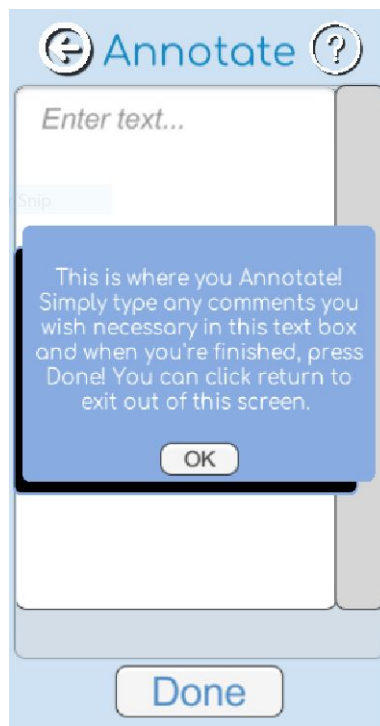 Annotate ?
Enter text...
Snip
This is where you Annotate!
Simply type any comments you
wish necessary in this text box
and when you're finished, press
Done! You can click return to
exit out of this screen.
OK
Done